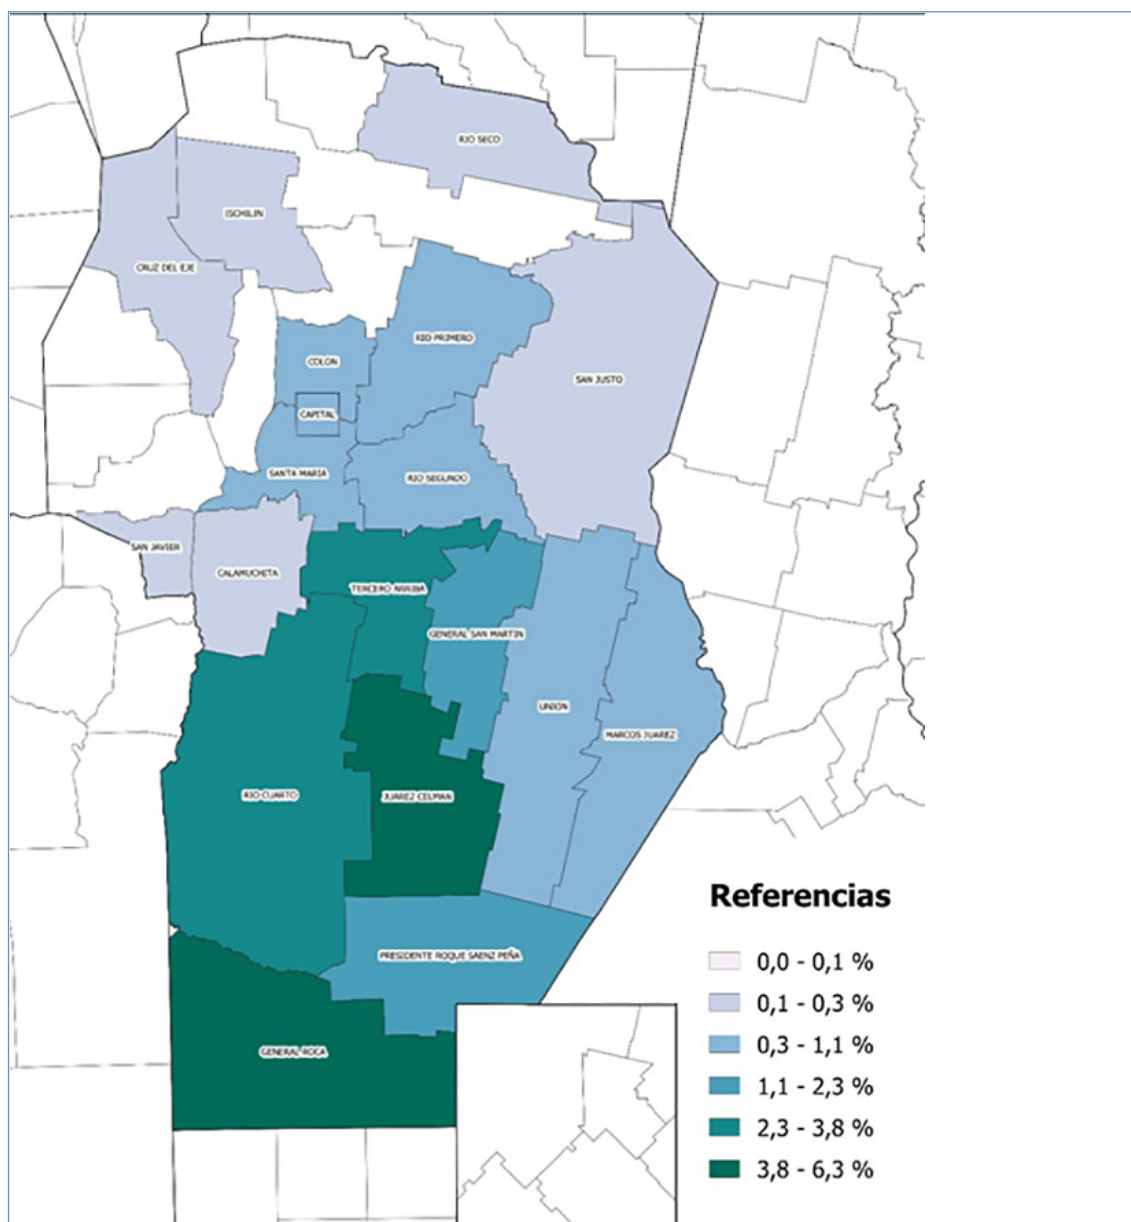 RIO SECO
ISCHILIN
CRUZ DEL EJE
RIO PRIMERO
COLON
SAN JUSTO
CAPITAL
SANTA MARIA
RIO SEGUNDO
SAN JAVIER
CALAMUCHITA
TERCERO ARRIBA
GENERAL SAN MARTIN
UNION
MARCOS JUAREZ
RIO CUARTO
JUAREZ CELMAN
PRESIDENTE ROQUE SAENZ PEÑA
GENERAL ROCA
Referencias
0,0 - 0,1 %
0,1 - 0,3 %
0,3 - 1,1 %
1,1 - 2,3 %
2,3 - 3,8 %
3,8 - 6,3 %